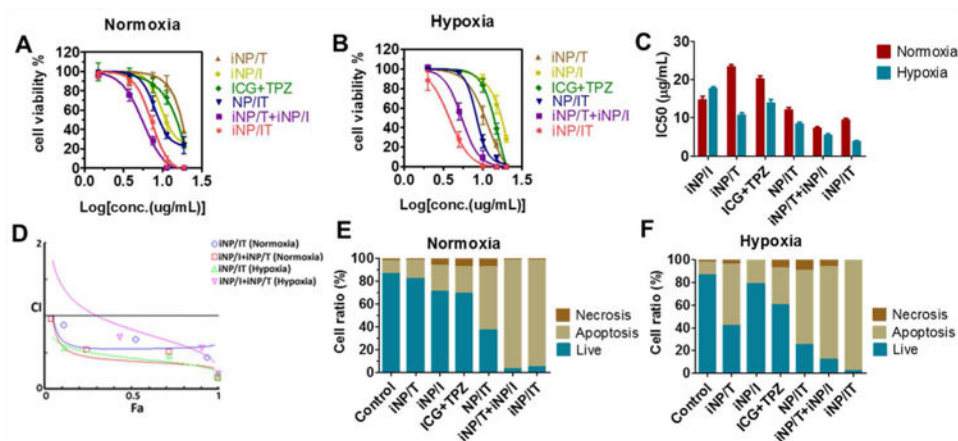 Normoxia
A
120
100
80
60
40
20
0
cell viability %
0.0 0.5 1.0 1.5
Log[conc.(ug/mL)]
iNP/T
iNP/I
ICG+TPZ
NP/IT
iNP/T+iNP/I
iNP/IT
Hypoxia
B
120
100
80
60
40
20
0
cell viability %
0.0 0.5 1.0 1.5
Log[conc.(ug/mL)]
iNP/T
iNP/I
ICG+TPZ
NP/IT
iNP/T+iNP/I
iNP/IT
C
30
20
10
0
IC50 (µg/mL)
Normoxia
Hypoxia
iNP/I
iNP/T
ICG+TPZ
NP/IT
iNP/T+iNP/I
iNP/IT
D
2
CI
0
0.5
1
Fa
iNP/IT (Normoxia)
iNP/I+iNP/T (Normoxia)
iNP/IT (Hypoxia)
iNP/I+iNP/T (Hypoxia)
E
Normoxia
100
80
60
40
20
0
Cell ratio (%)
Necrosis
Apoptosis
Live
Control
iNP/T
iNP/I
ICG+TPZ
NP/IT
iNP/T+iNP/I
iNP/IT
F
Hypoxia
100
80
60
40
20
0
Cell ratio (%)
Necrosis
Apoptosis
Live
Control
iNP/T
iNP/I
ICG+TPZ
NP/IT
iNP/T+iNP/I
iNP/IT